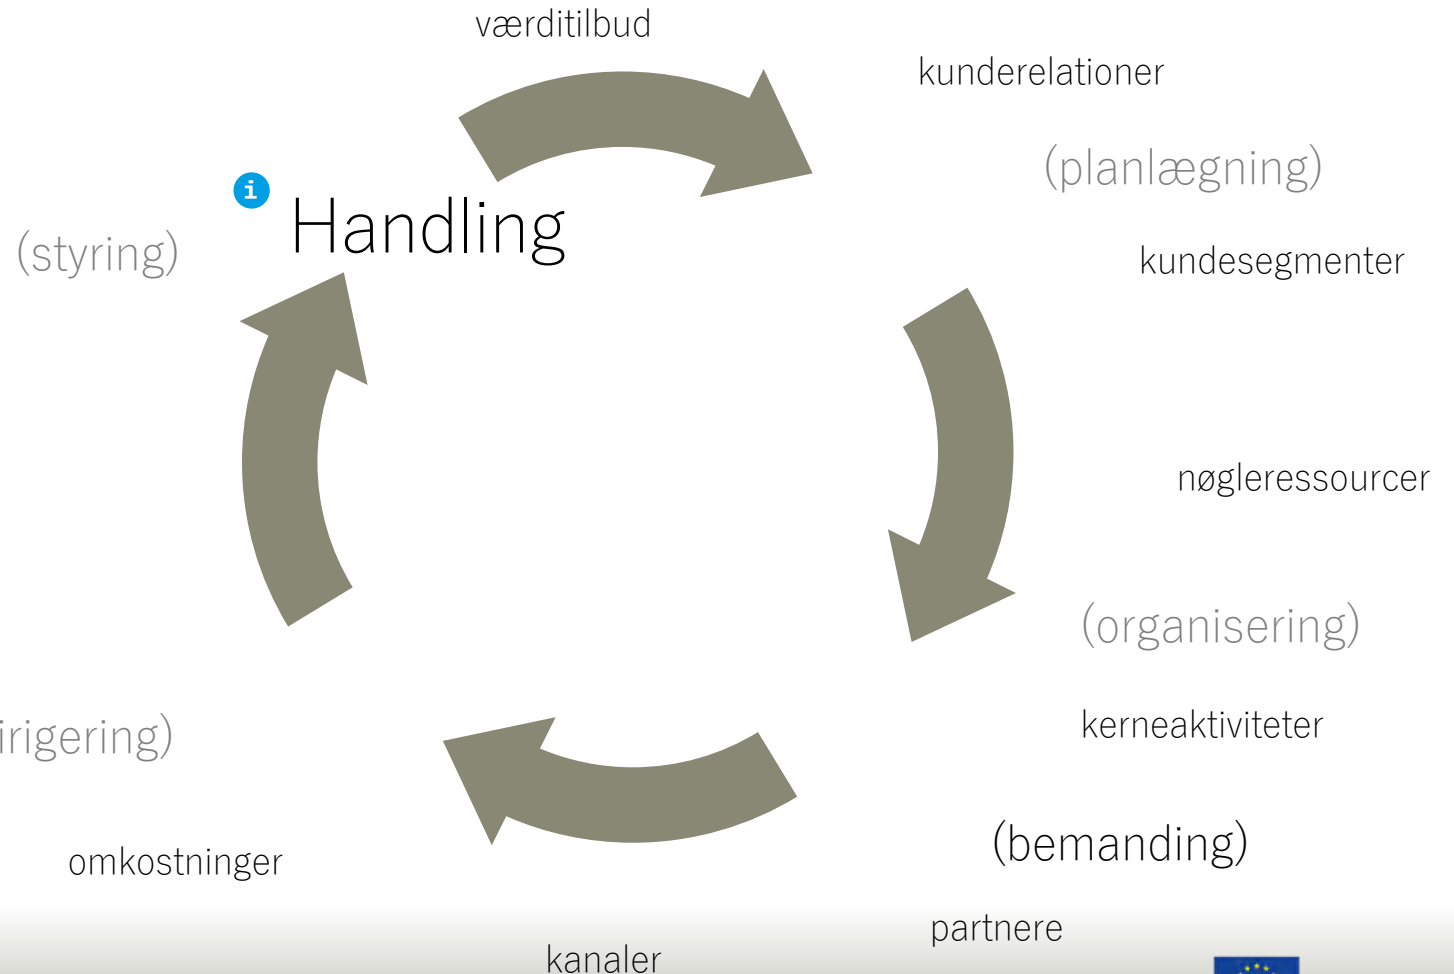 værditilbud
kunderelationer
(planlægning)
i
Handling
(styring)
kundesegmenter
nøgleressourcer
(organisering)
irigering)
kerneaktiviteter
(bemanding)
omkostninger
partnere
kanaler